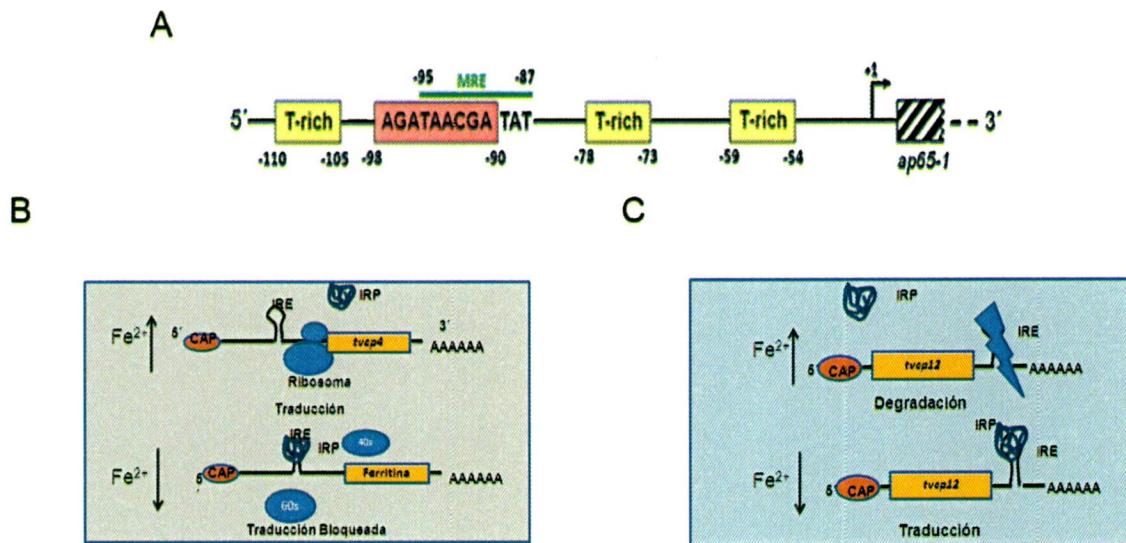 A
-95 MRE -87
+1
5´ T-rich AGATAACGA TAT T-rich T-rich 3´
-110 -105 -98 -90 -78 -73 -59 -54 ap65-1
B
IRE IRP
Fe2+ 5´ CAP tvcp4 3´ AAAAAA
Ribosoma
Traducción
IRE IRP 40s
Fe2+ 5´ CAP Ferritina AAAAAA
60s
Traducción Bloqueada
C
IRP
IRE
Fe2+ 5´ CAP tvcp12 AAAAAA
Degradación
IRP
IRE
Fe2+ 5´ CAP tvcp12 AAAAAA
Traducción